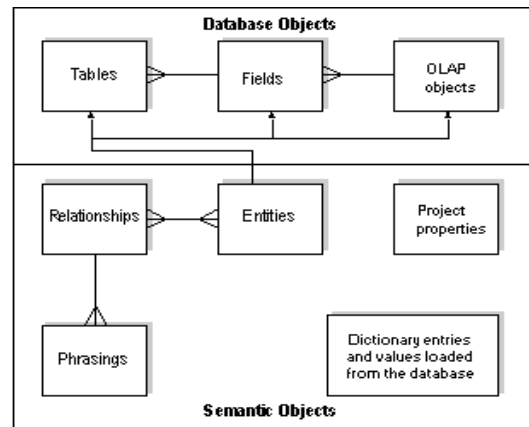 Database Objects
Tables
Fields
OLAP
objects
Relationships
Entities
Project
properties
Phrasings
Dictionary entries
and values loaded
from the database
Semantic Objects